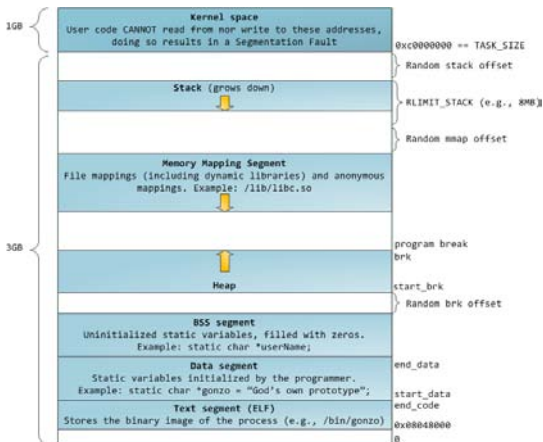 1GB
Kernel space
User code CANNOT read from nor write to these addresses,
doing so results in a Segmentation Fault
0xc0000000 == TASK_SIZE
Random stack offset
Stack (grows down)
RLIMIT_STACK (e.g., 8MB)
Random mmap offset
Memory Mapping Segment
File mappings (including dynamic libraries) and anonymous
mappings. Example: /lib/libc.so
3GB
program break
brk
Heap
start_brk
Random brk offset
BSS segment
Uninitialized static variables, filled with zeros.
Example: static char *userName;
Data segment
Static variables initialized by the programmer.
Example: static char *gonzo = “God’s own prototype”;
end_data
start_data
Text segment (ELF)
Stores the binary image of the process (e.g., /bin/gonzo)
end_code
0x08048000
0